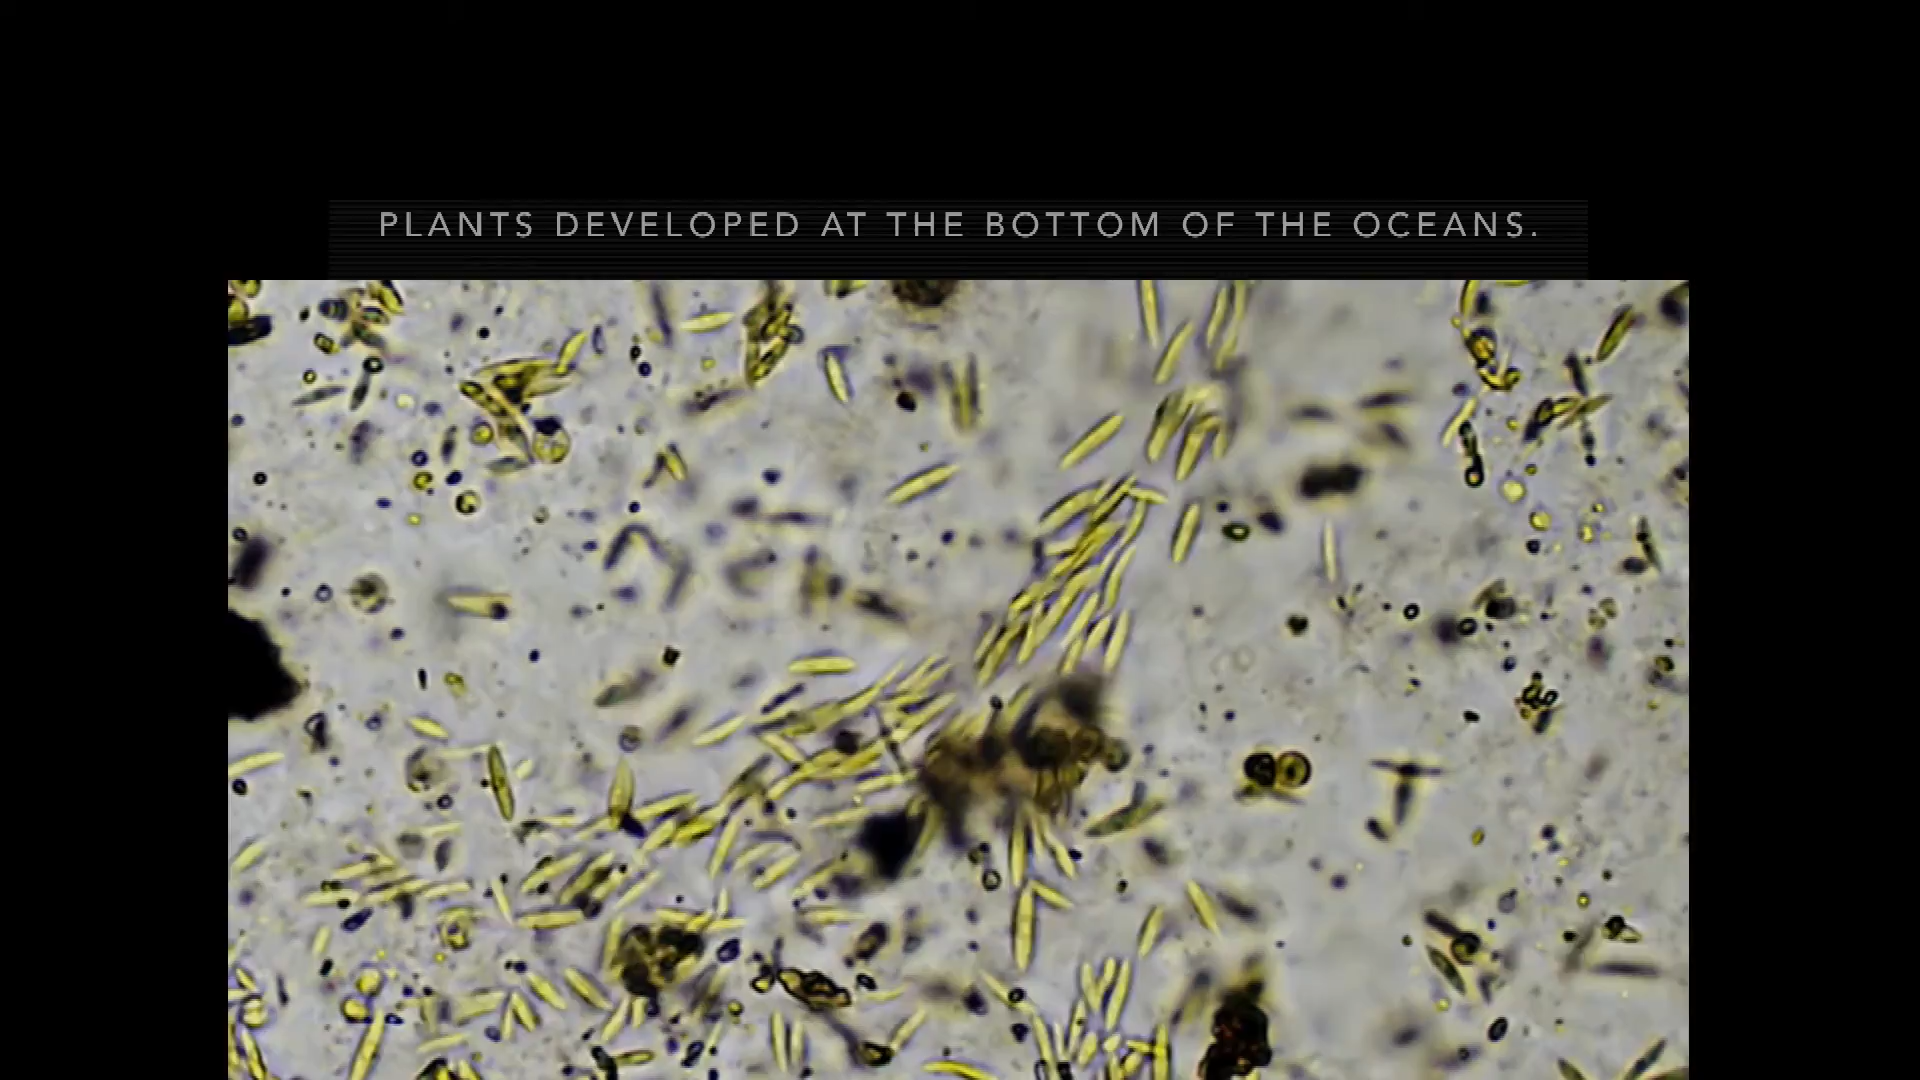 PLANTS DEVELOPED AT THE BOTTOM OF THE OCEANS.